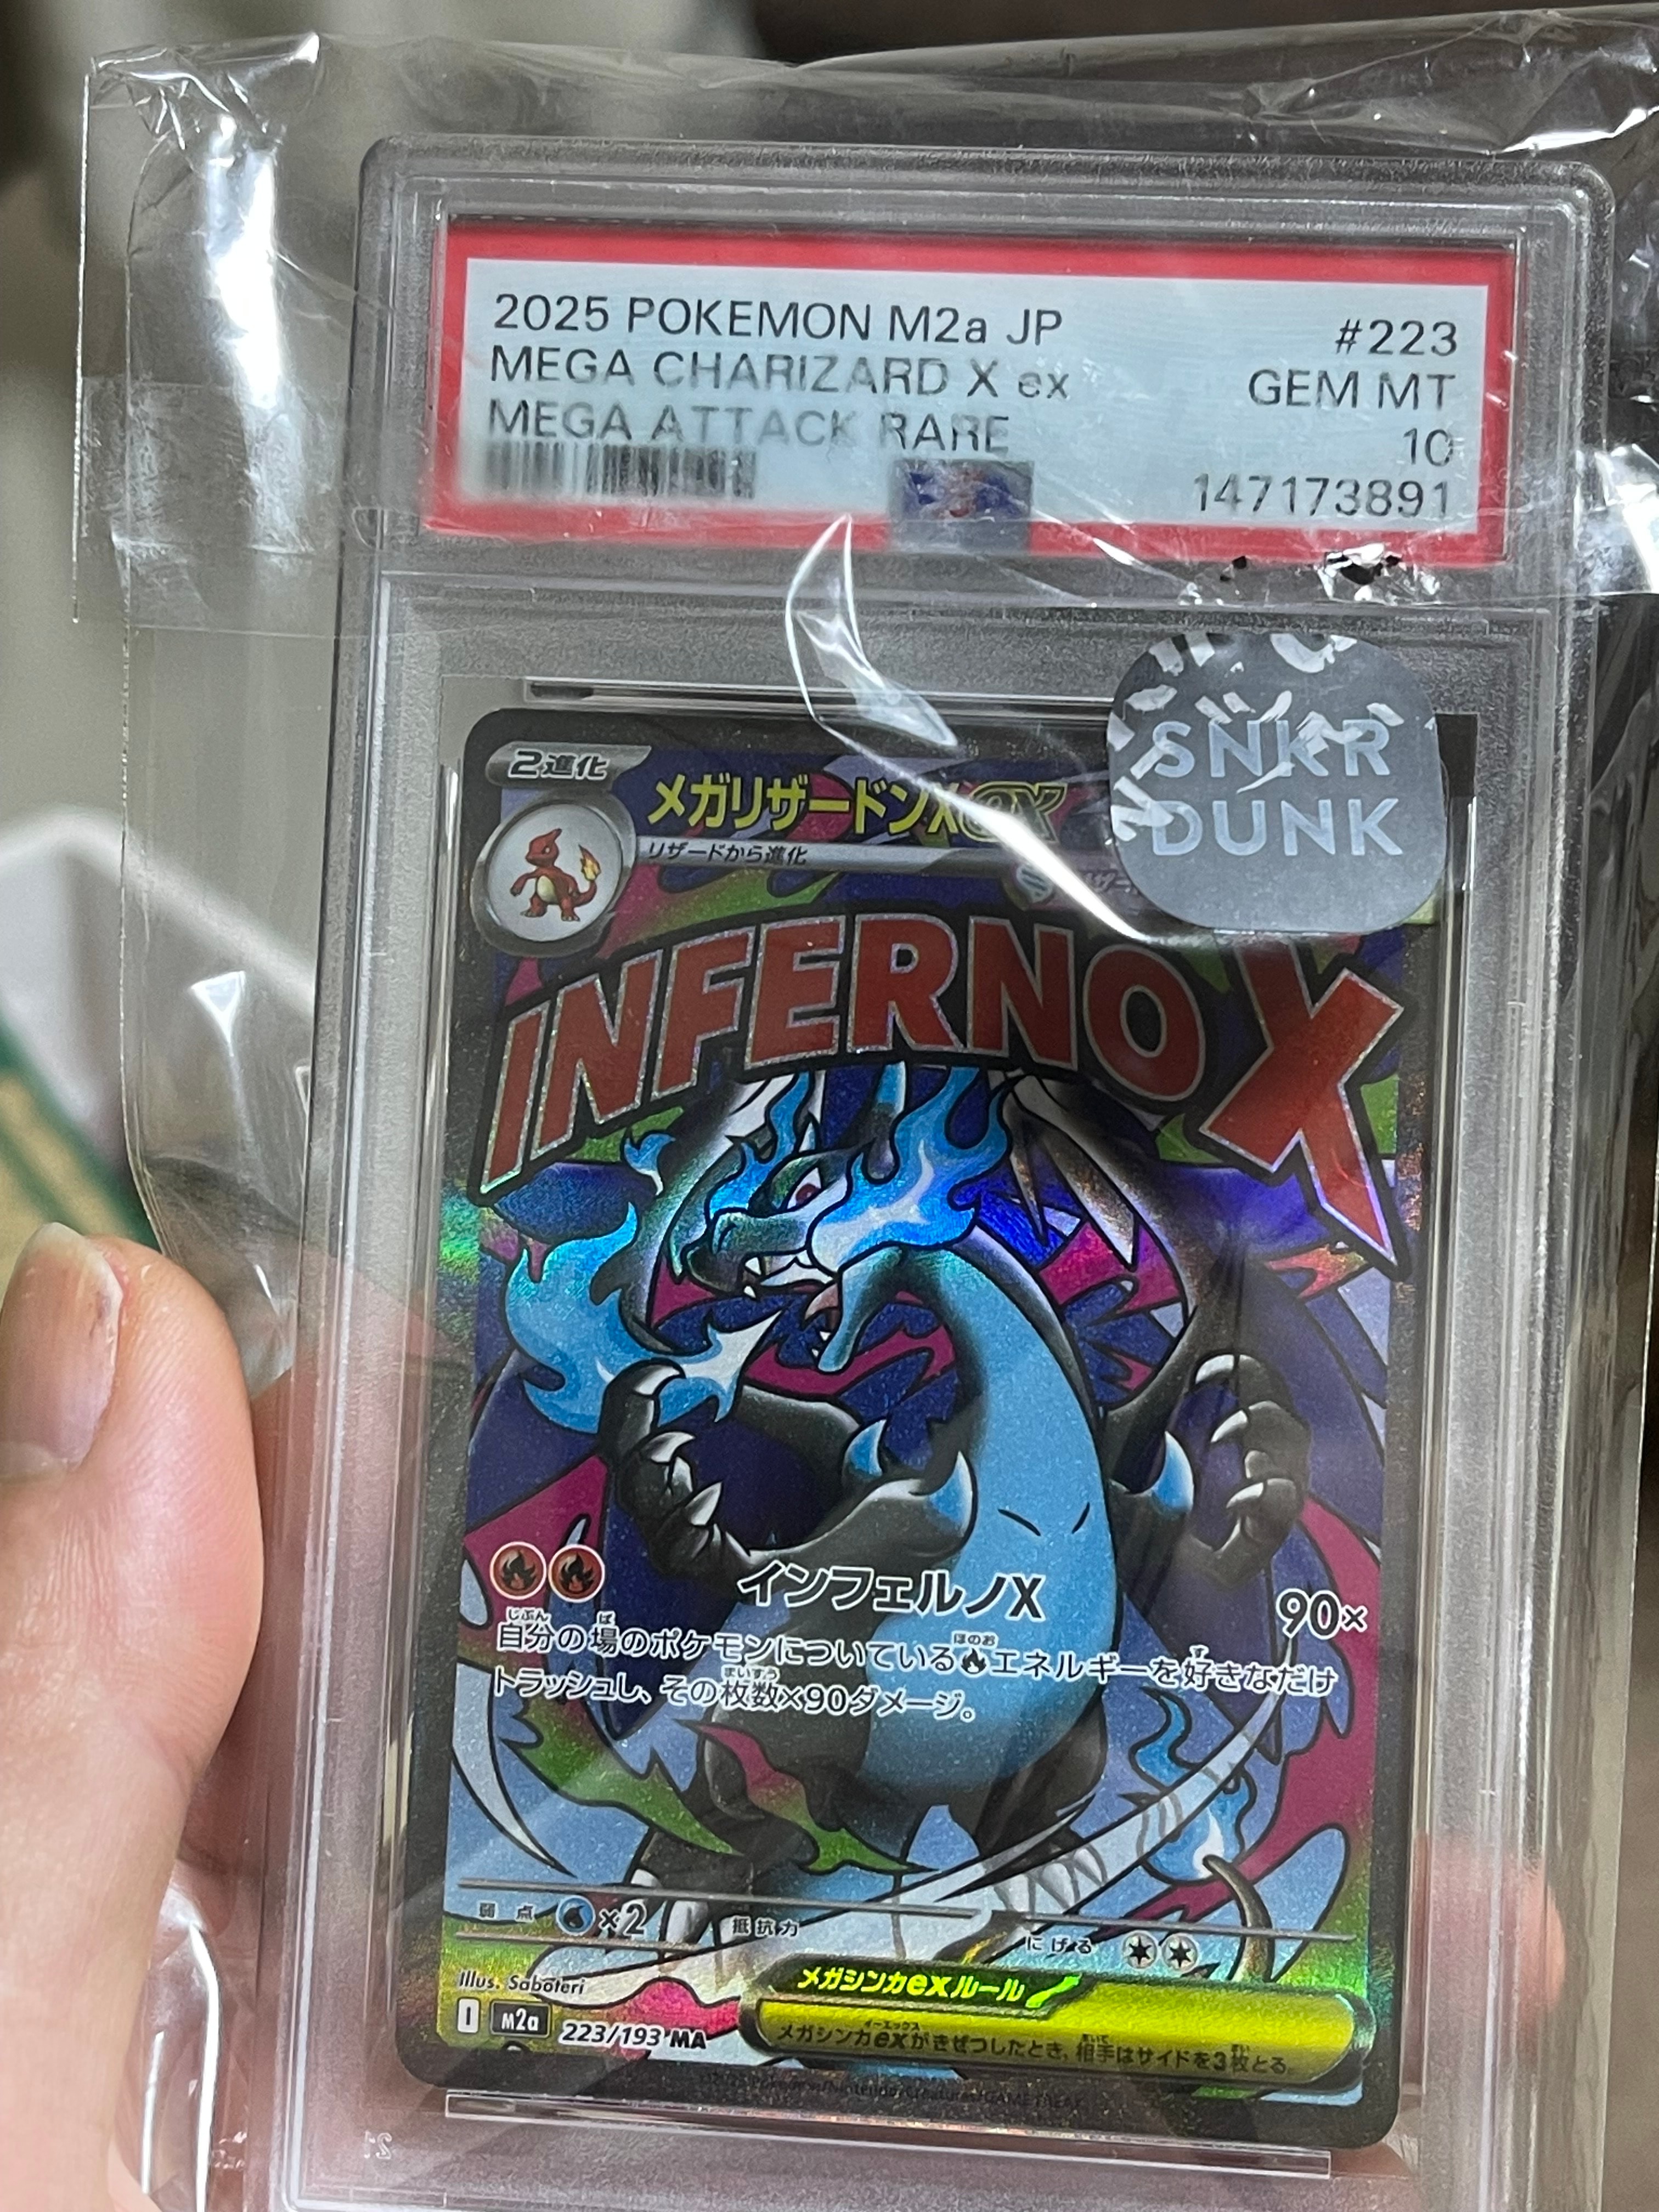 2025 POKEMON M2a JP #223
MEGA CHARIZARD X ex GEM MT
MEGA ATTACK RARE 10
147173891
SNKR
DUNK
2進化
メガリザードンXex
リザードから進化
INFERNO X
インフェルノX 90×
自分の場のポケモンについているエネルギーを好きなだけ
トラッシュし、その枚数×90ダメージ。
弱点 ×2 抵抗力 にげる
Illus. Saboteri
メガシンカexルール
I M2a 223/193 MA
メガシンカexがきぜつしたとき、相手はサイドを3枚とる。